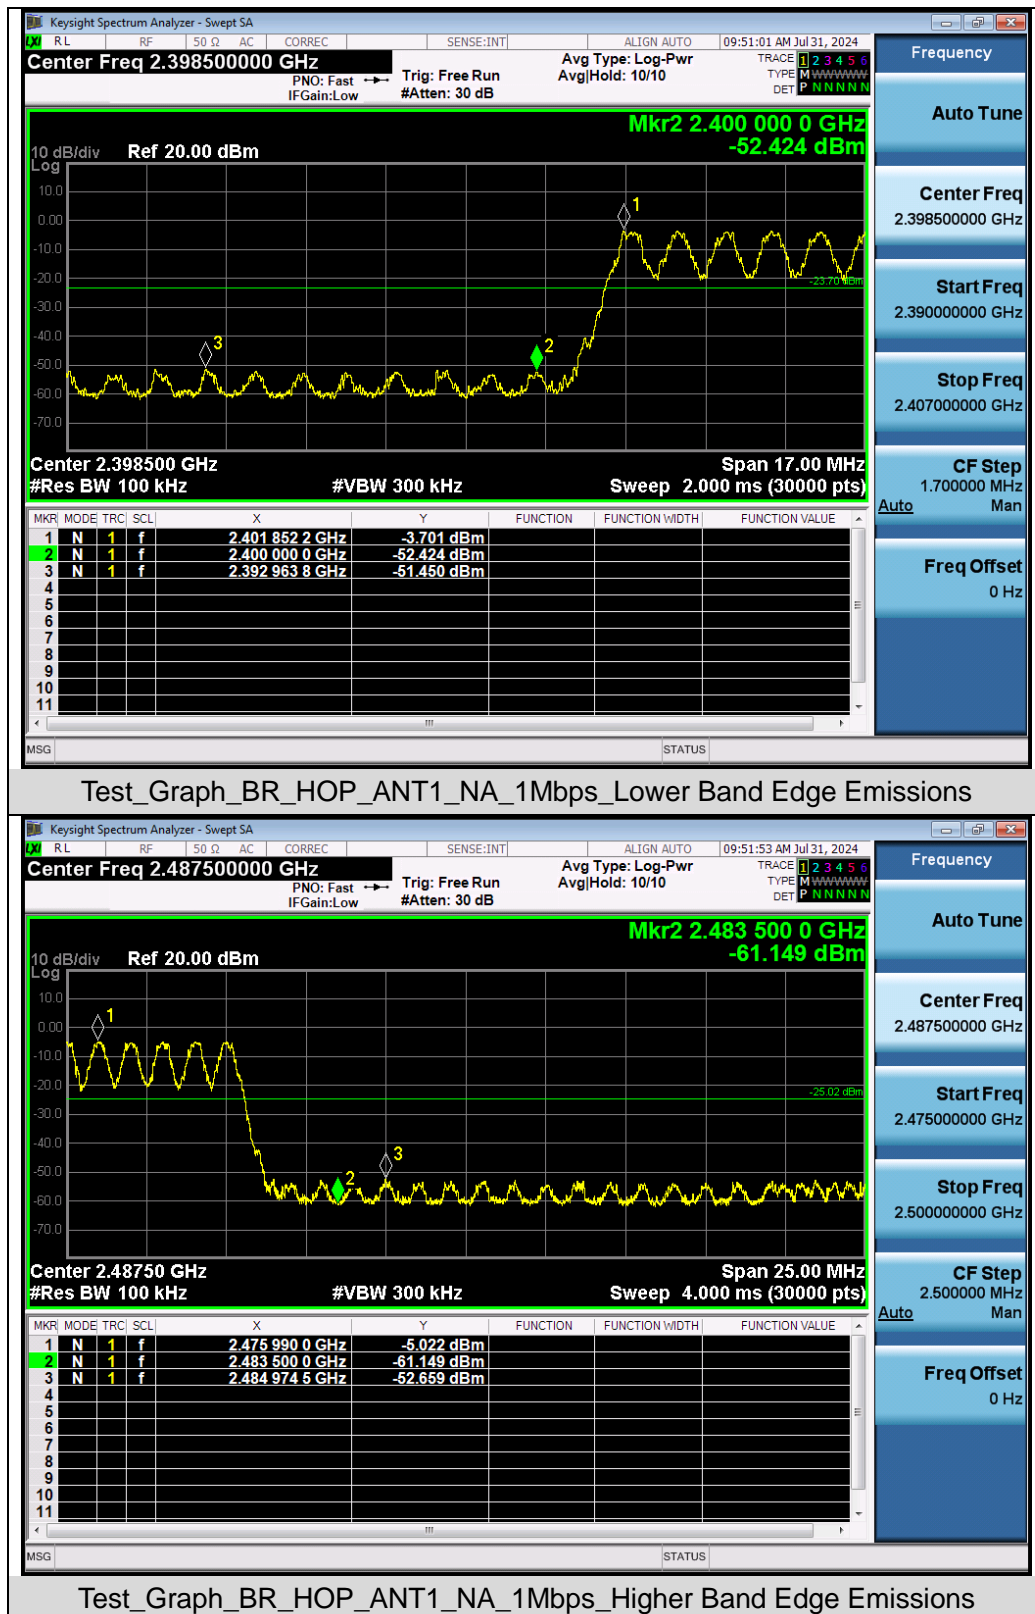 Keysight Spectrum Analyzer - Swept SA
LXI RL RF 50 Ω AC CORREC SENSE:INT ALIGN AUTO 09:51:01 AM Jul 31, 2024
Center Freq 2.398500000 GHz Avg Type: Log-Pwr TRACE 1 2 3 4 5 6
PNO: Fast Trig: Free Run Avg|Hold: 10/10 TYPE M WWWWW
IFGain:Low #Atten: 30 dB DET P N N N N N
Frequency
Auto Tune
Center Freq
2.398500000 GHz
Start Freq
2.390000000 GHz
Stop Freq
2.407000000 GHz
CF Step
1.700000 MHz
Auto Man
Freq Offset
0 Hz
Mkr2 2.400 000 0 GHz
-52.424 dBm
10 dB/div Ref 20.00 dBm
Log
10.0
0.00
-10.0
-20.0
-30.0
-40.0
-50.0
-60.0
-70.0
1
2
3
-23.70 dBm
Center 2.398500 GHz Span 17.00 MHz
#Res BW 100 kHz #VBW 300 kHz Sweep 2.000 ms (30000 pts)
MKR MODE TRC SCL X Y FUNCTION FUNCTION WIDTH FUNCTION VALUE
1 N 1 f 2.401 852 2 GHz -3.701 dBm
2 N 1 f 2.400 000 0 GHz -52.424 dBm
3 N 1 f 2.392 963 8 GHz -51.450 dBm
4
5
6
7
8
9
10
11
MSG STATUS
Test_Graph_BR_HOP_ANT1_NA_1Mbps_Lower Band Edge Emissions
Keysight Spectrum Analyzer - Swept SA
LXI RL RF 50 Ω AC CORREC SENSE:INT ALIGN AUTO 09:51:53 AM Jul 31, 2024
Center Freq 2.487500000 GHz Avg Type: Log-Pwr TRACE 1 2 3 4 5 6
PNO: Fast Trig: Free Run Avg|Hold: 10/10 TYPE M WWWWW
IFGain:Low #Atten: 30 dB DET P N N N N N
Frequency
Auto Tune
Center Freq
2.487500000 GHz
Start Freq
2.475000000 GHz
Stop Freq
2.500000000 GHz
CF Step
2.500000 MHz
Auto Man
Freq Offset
0 Hz
Mkr2 2.483 500 0 GHz
-61.149 dBm
10 dB/div Ref 20.00 dBm
Log
10.0
0.00
-10.0
-20.0
-30.0
-40.0
-50.0
-60.0
-70.0
1
2
3
-25.02 dBm
Center 2.48750 GHz Span 25.00 MHz
#Res BW 100 kHz #VBW 300 kHz Sweep 4.000 ms (30000 pts)
MKR MODE TRC SCL X Y FUNCTION FUNCTION WIDTH FUNCTION VALUE
1 N 1 f 2.475 990 0 GHz -5.022 dBm
2 N 1 f 2.483 500 0 GHz -61.149 dBm
3 N 1 f 2.484 974 5 GHz -52.659 dBm
4
5
6
7
8
9
10
11
MSG STATUS
Test_Graph_BR_HOP_ANT1_NA_1Mbps_Higher Band Edge Emissions